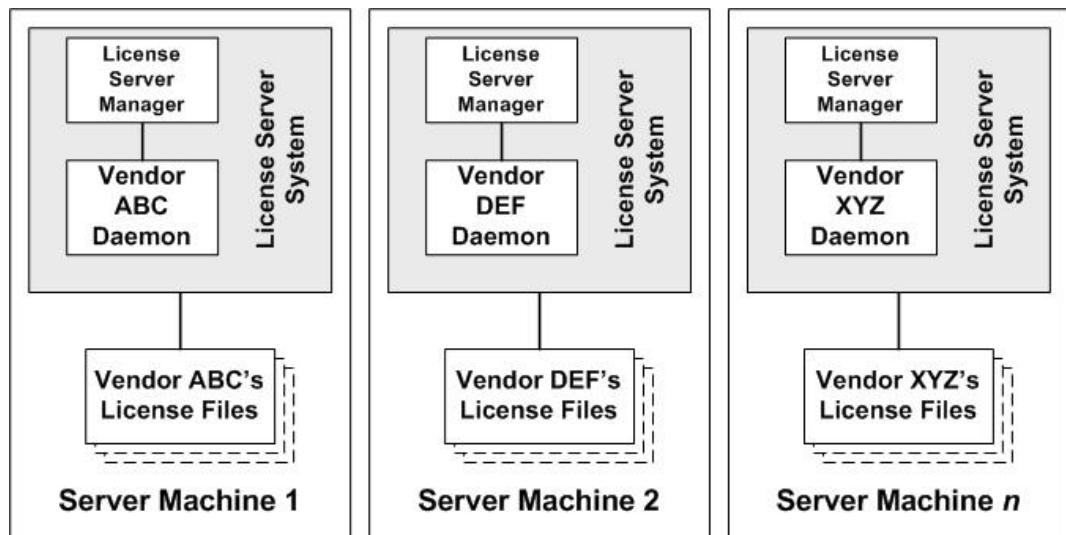 License
Server
Manager
Vendor
ABC
Daemon
License Server
System
Vendor ABC's
License Files
Server Machine 1
License
Server
Manager
Vendor
DEF
Daemon
License Server
System
Vendor DEF's
License Files
Server Machine 2
License
Server
Manager
Vendor
XYZ
Daemon
License Server
System
Vendor XYZ's
License Files
Server Machine n